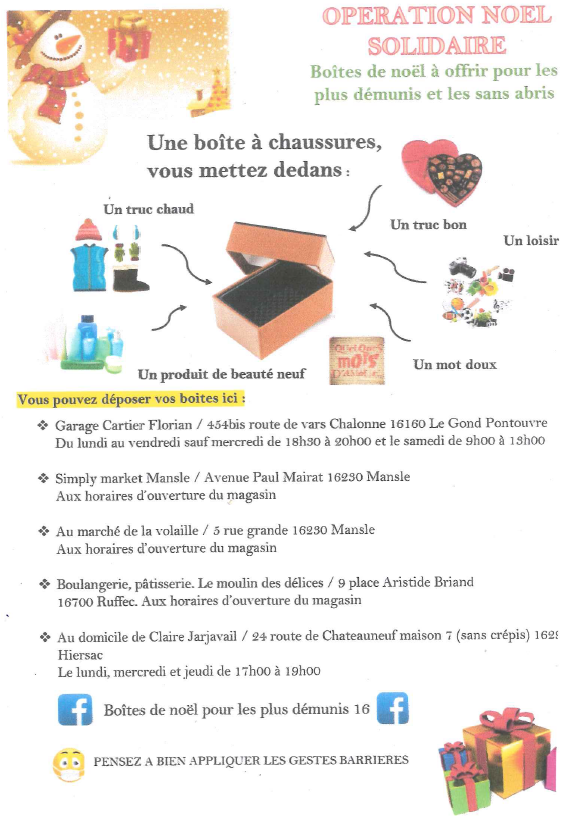 OPERATION NOEL
SOLIDAIRE
Boîtes de noël à offrir pour les
plus démunis et les sans abris
Une boîte à chaussures,
vous mettez dedans :
Un truc chaud
Un truc bon
Un loisir
Un produit de beauté neuf
MOTS
Un mot doux
Vous pouvez déposer vos boites ici :
❖ Garage Cartier Florian / 454bis route de vars Chalonne 16160 Le Gond Pontouvre
Du lundi au vendredi sauf mercredi de 18h30 à 20h00 et le samedi de 9h00 à 13h00
❖ Simply market Mansle / Avenue Paul Mairat 16230 Mansle
Aux horaires d'ouverture du magasin
❖ Au marché de la volaille / 5 rue grande 16230 Mansle
Aux horaires d'ouverture du magasin
❖ Boulangerie, pâtisserie. Le moulin des délices / 9 place Aristide Briand
16700 Ruffec. Aux horaires d'ouverture du magasin
❖ Au domicile de Claire Jarjavail / 24 route de Chateauneuf maison 7 (sans crépis) 162
Hiersac
Le lundi, mercredi et jeudi de 17h00 à 19h00
Boîtes de noël pour les plus démunis 16
PENSEZ A BIEN APPLIQUER LES GESTES BARRIERES